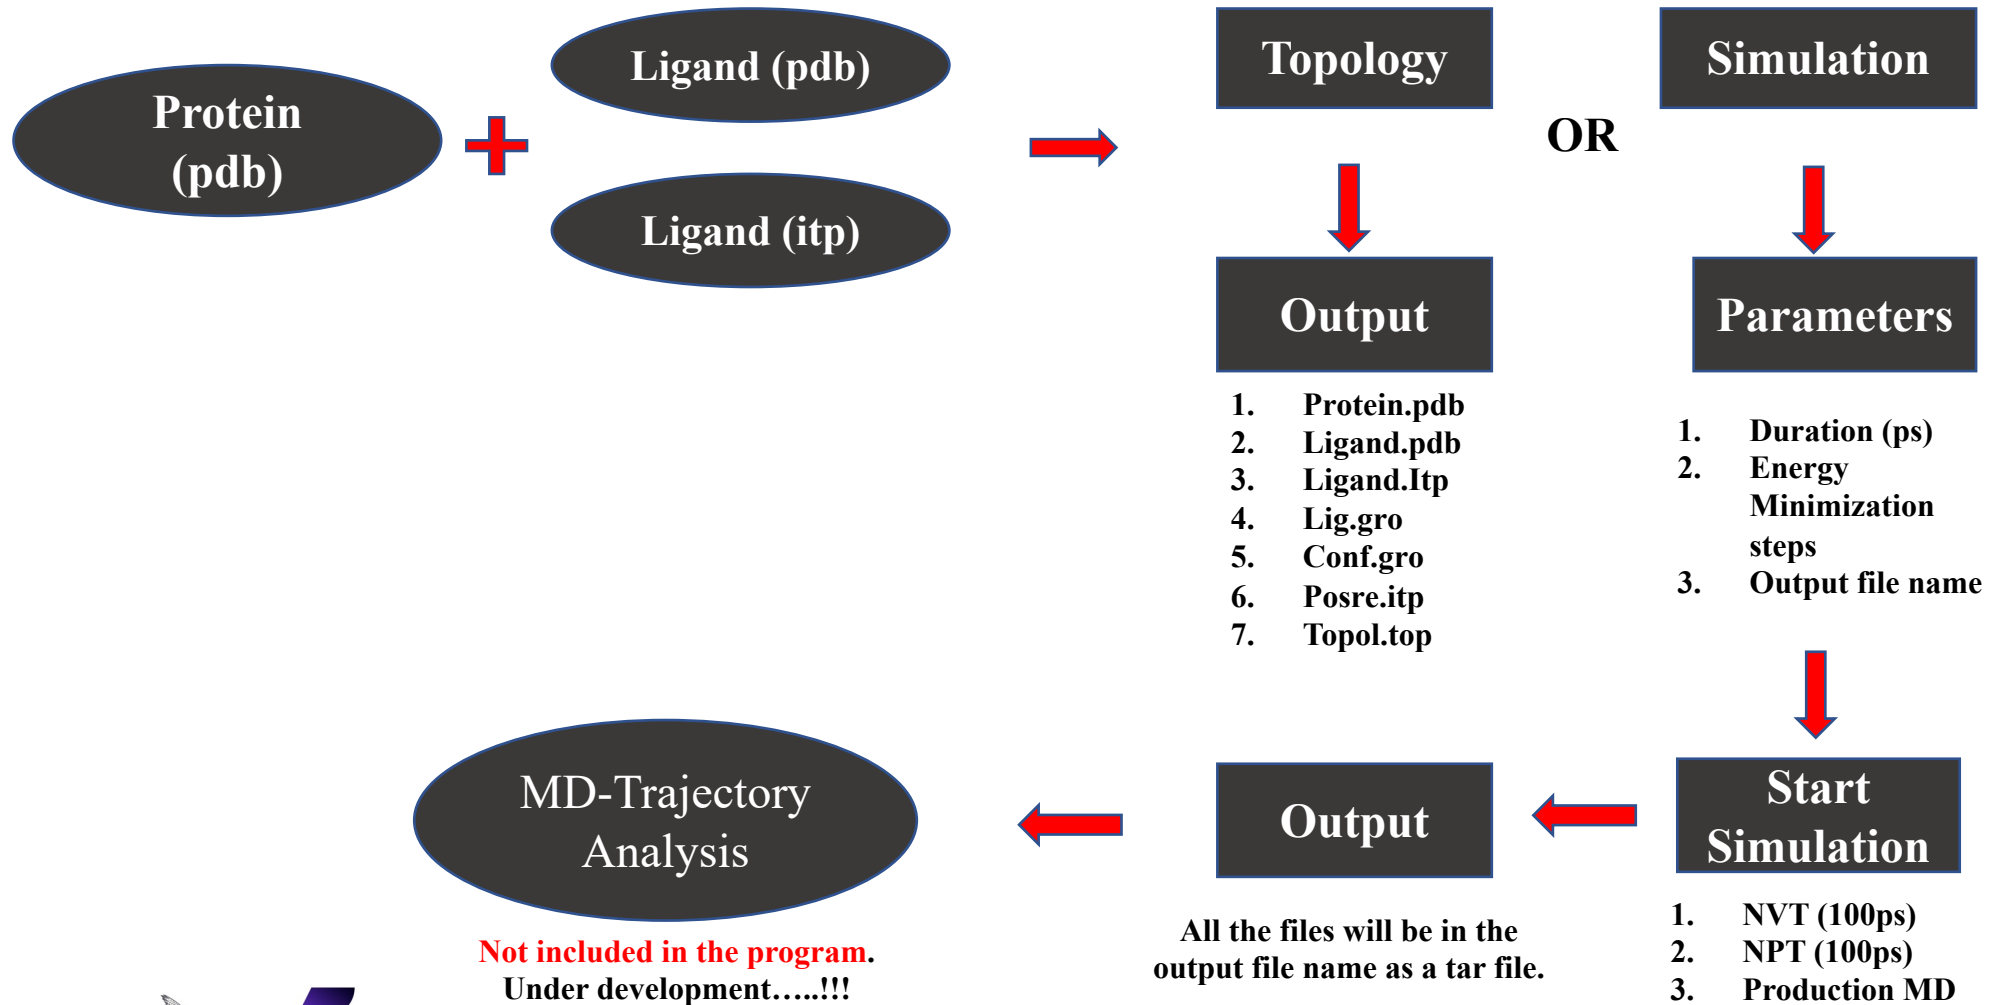 Protein
(pdb)
Ligand (pdb)
Ligand (itp)
Topology
OR
Simulation
Output
1. Protein.pdb
2. Ligand.pdb
3. Ligand.Itp
4. Lig.gro
5. Conf.gro
6. Posre.itp
7. Topol.top
Parameters
1. Duration (ps)
2. Energy
Minimization
steps
3. Output file name
Start
Simulation
1. NVT (100ps)
2. NPT (100ps)
3. Production MD
Output
All the files will be in the
output file name as a tar file.
MD-Trajectory
Analysis
Not included in the program.
Under development…..!!!